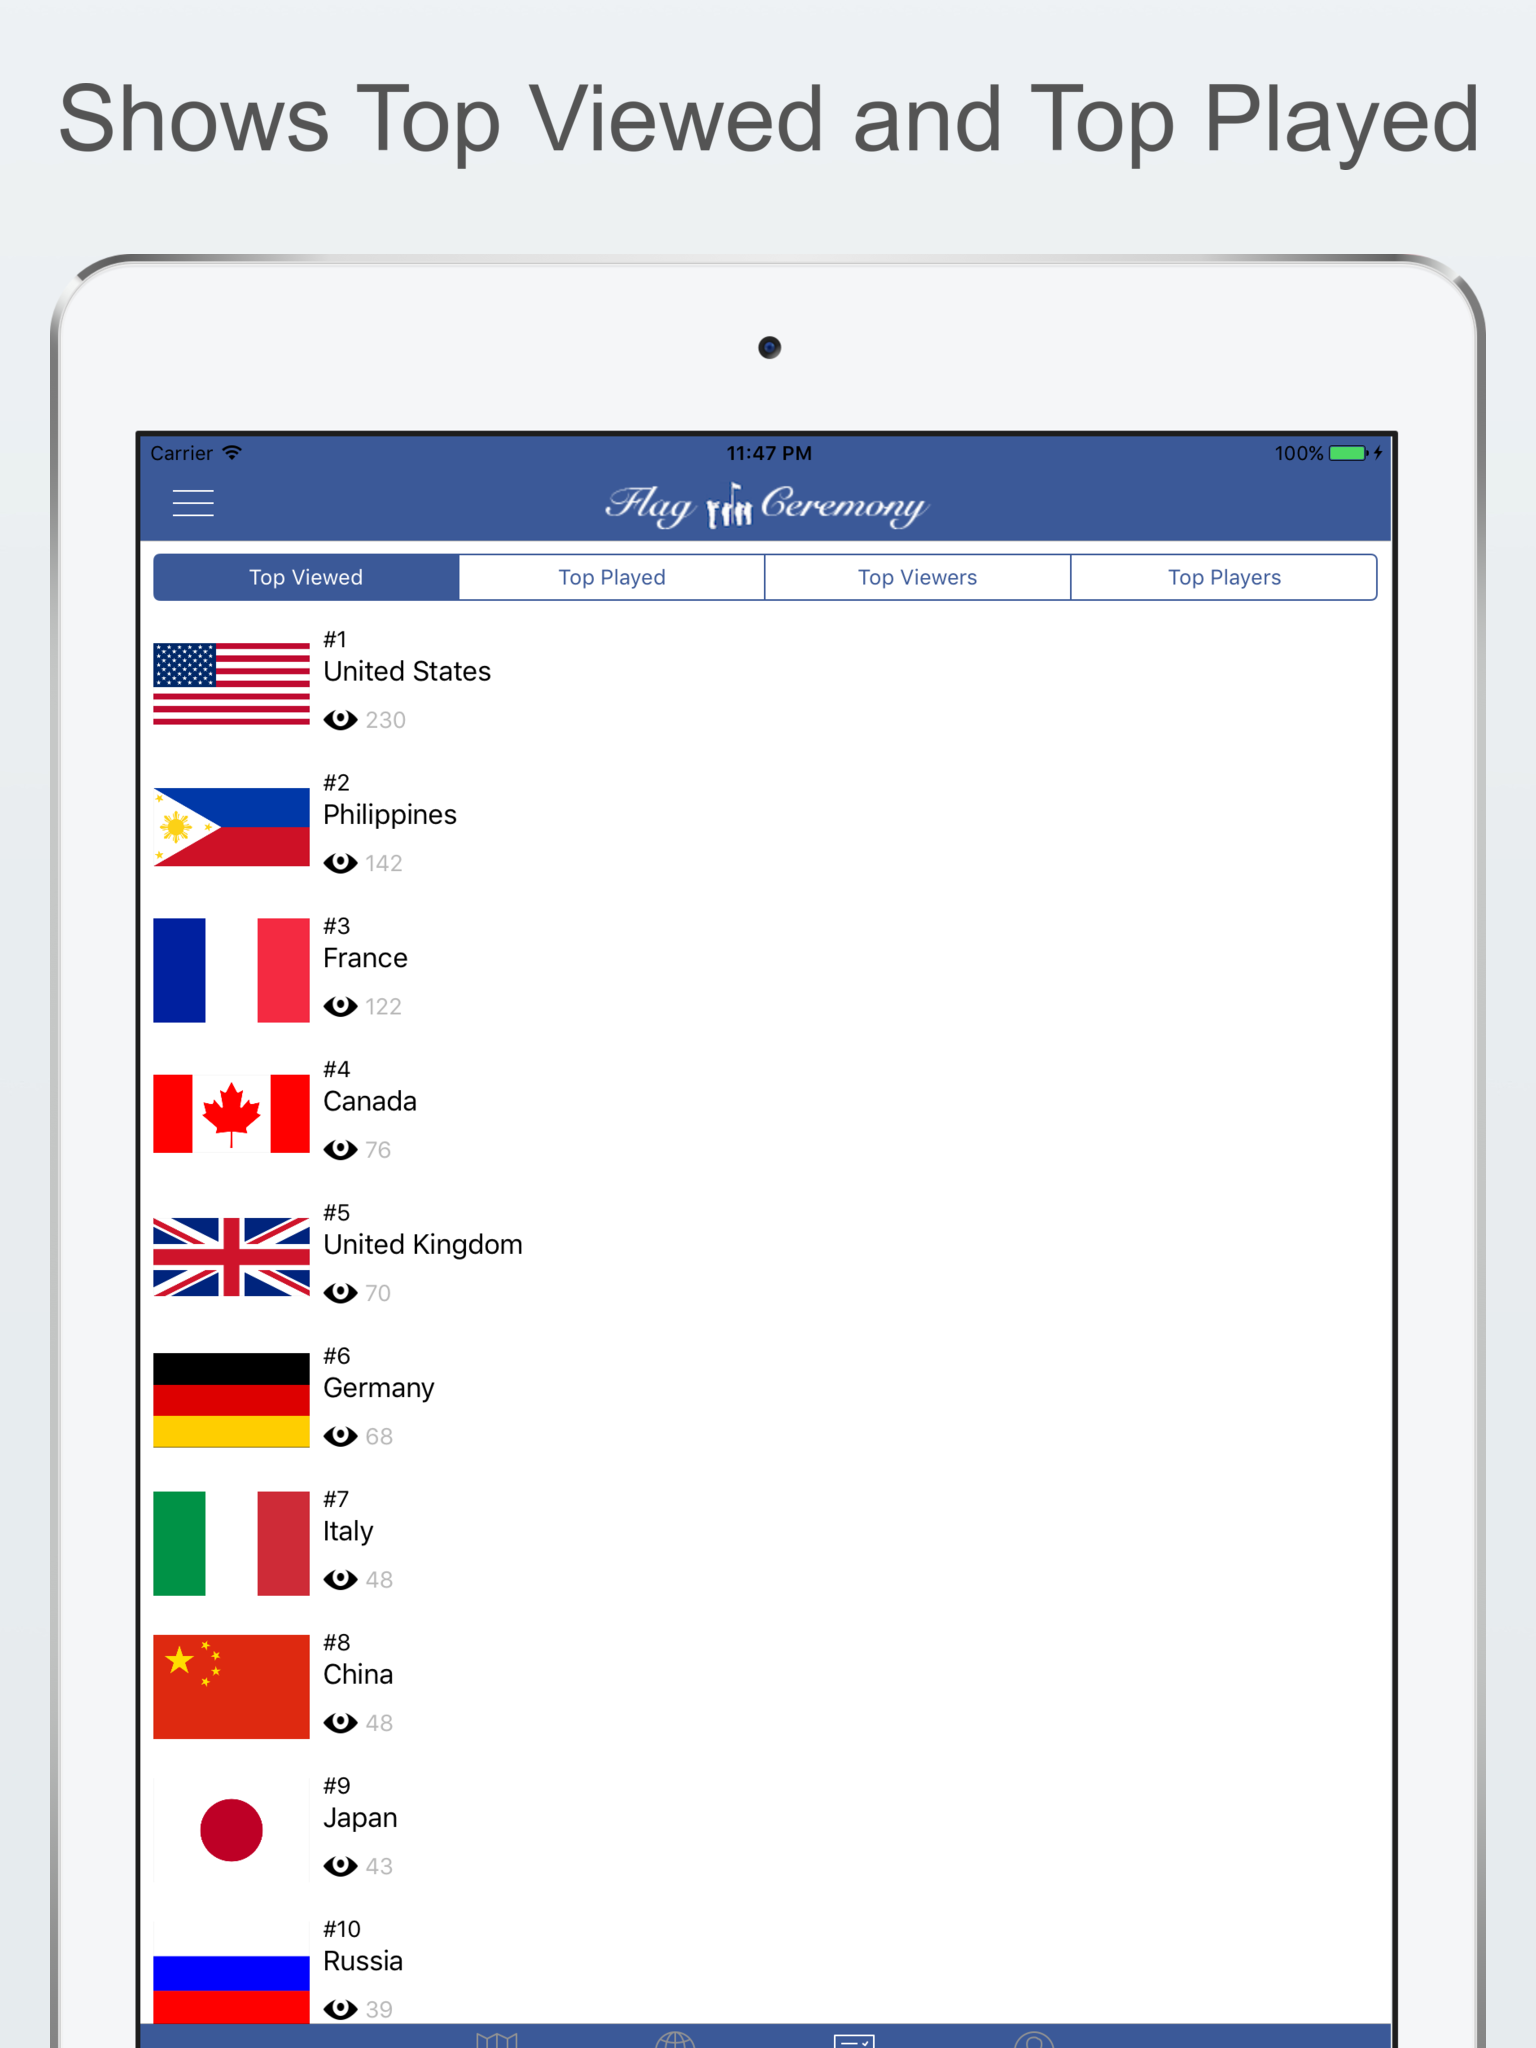 Shows Top Viewed and Top Played
Carrier 11:47 PM 100%
Flag Ceremony
Top Viewed Top Played Top Viewers Top Players
#1
United States
230
#2
Philippines
142
#3
France
122
#4
Canada
76
#5
United Kingdom
70
#6
Germany
68
#7
Italy
48
#8
China
48
#9
Japan
43
#10
Russia
39